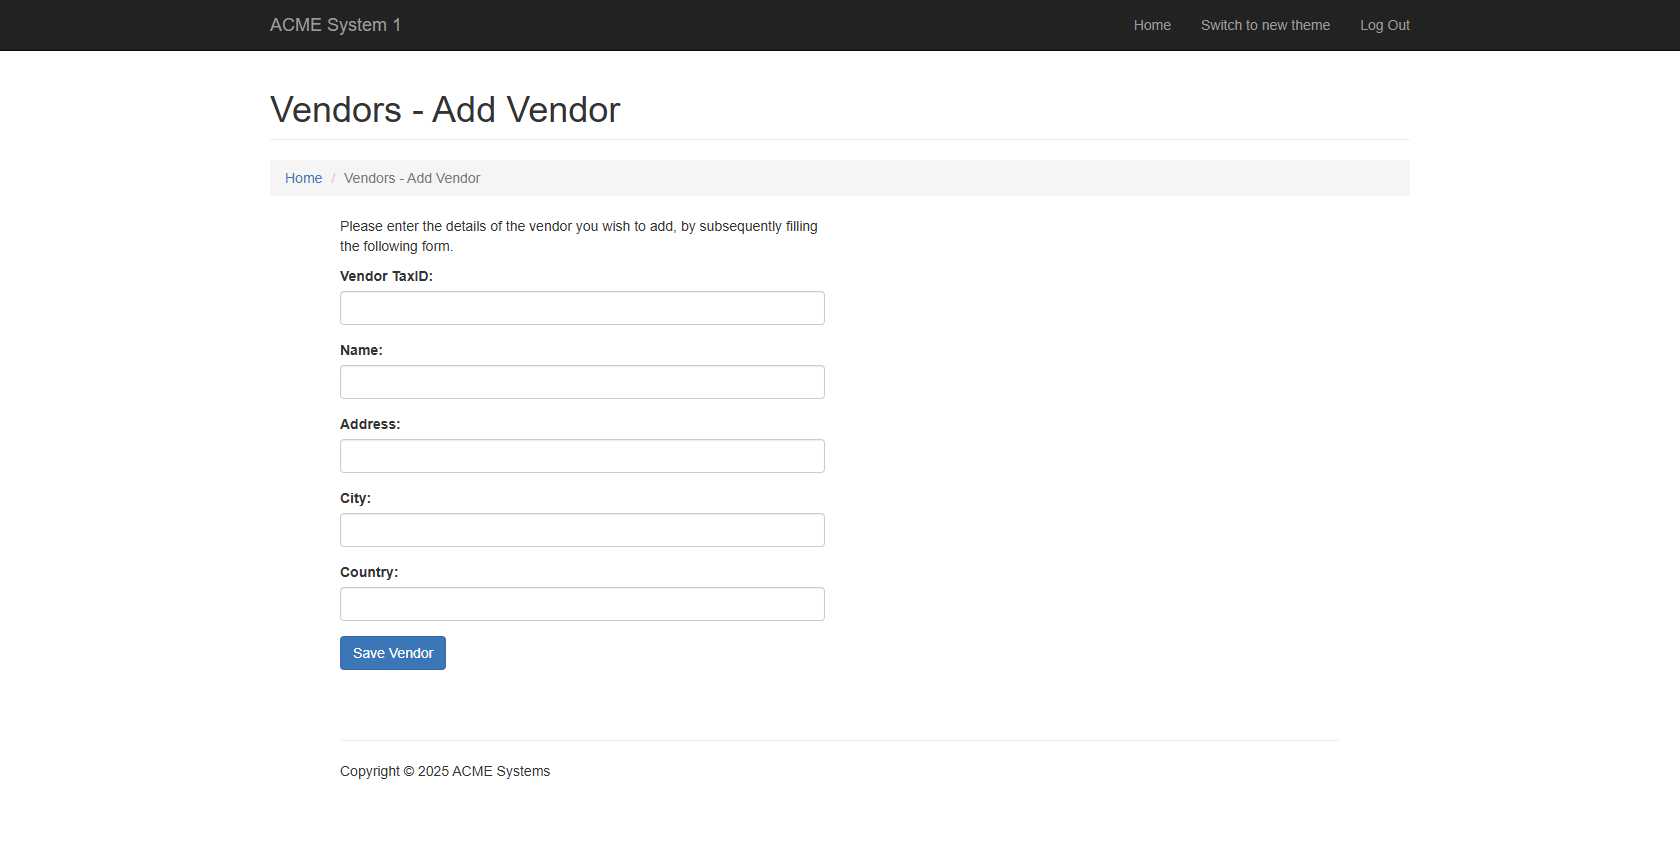 ACME System 1
Home
Switch to new theme
Log Out
Vendors - Add Vendor
Home / Vendors - Add Vendor
Please enter the details of the vendor you wish to add, by subsequently filling
the following form.
Vendor TaxID:
Name:
Address:
City:
Country:
Save Vendor
Copyright © 2025 ACME Systems